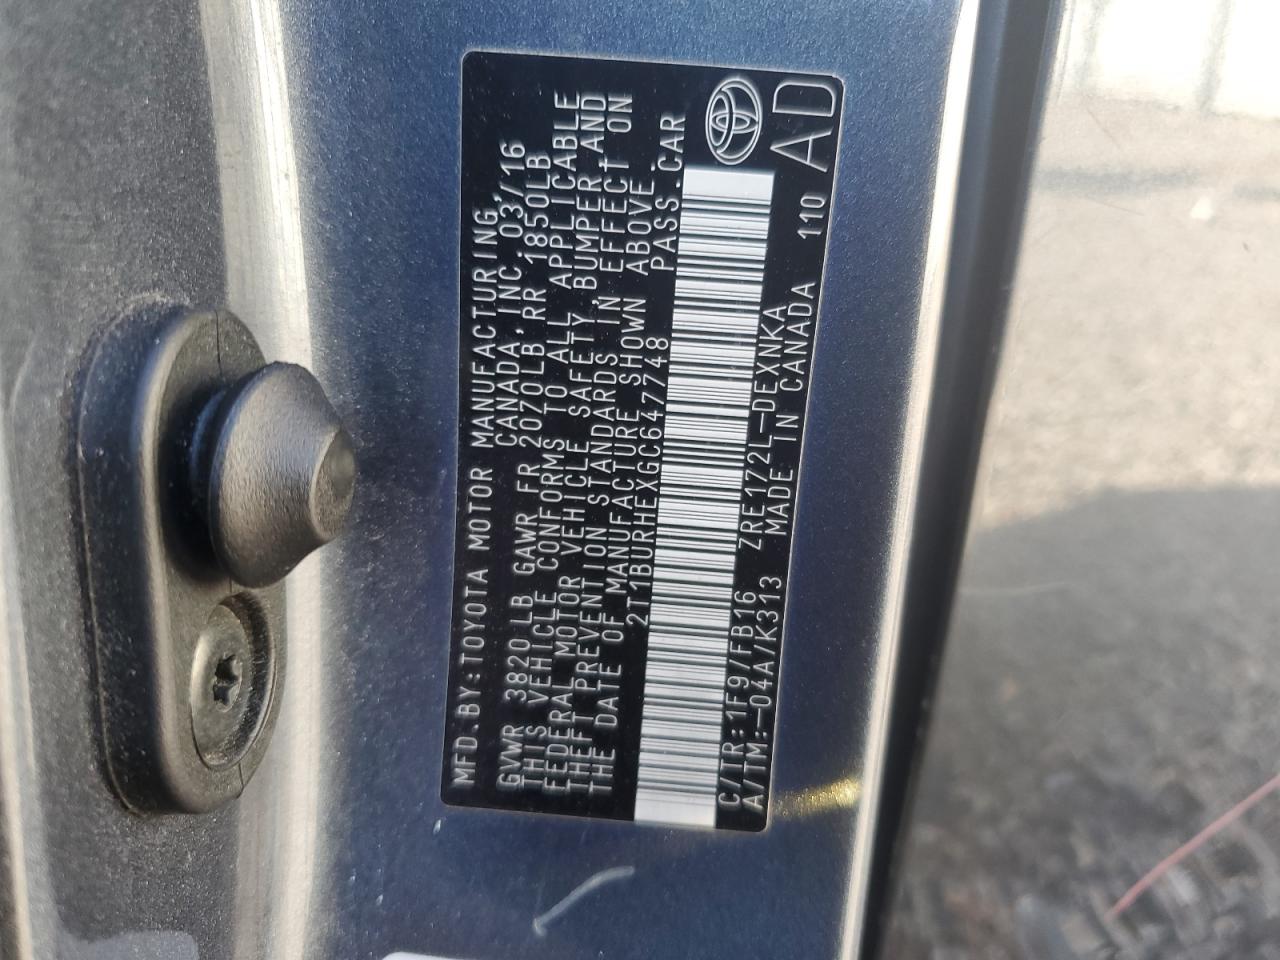 MFD.BY:TOYOTA MOTOR MANUFACTURING,
CANADA, INC. 03/16
GVWR 3820LB GAWR FR 2070LB RR 1850LB
THIS VEHICLE CONFORMS TO ALL APPLICABLE
FEDERAL MOTOR VEHICLE SAFETY, BUMPER AND
THEFT PREVENTION STANDARDS IN EFFECT ON
THE DATE OF MANUFACTURE SHOWN ABOVE.
2T1BURHEXGC647748 PASS.CAR
C/TR:1F9/FB16 ZRE172L-DEXNKA
A/TM:-04A/K313 MADE IN CANADA 110 AD